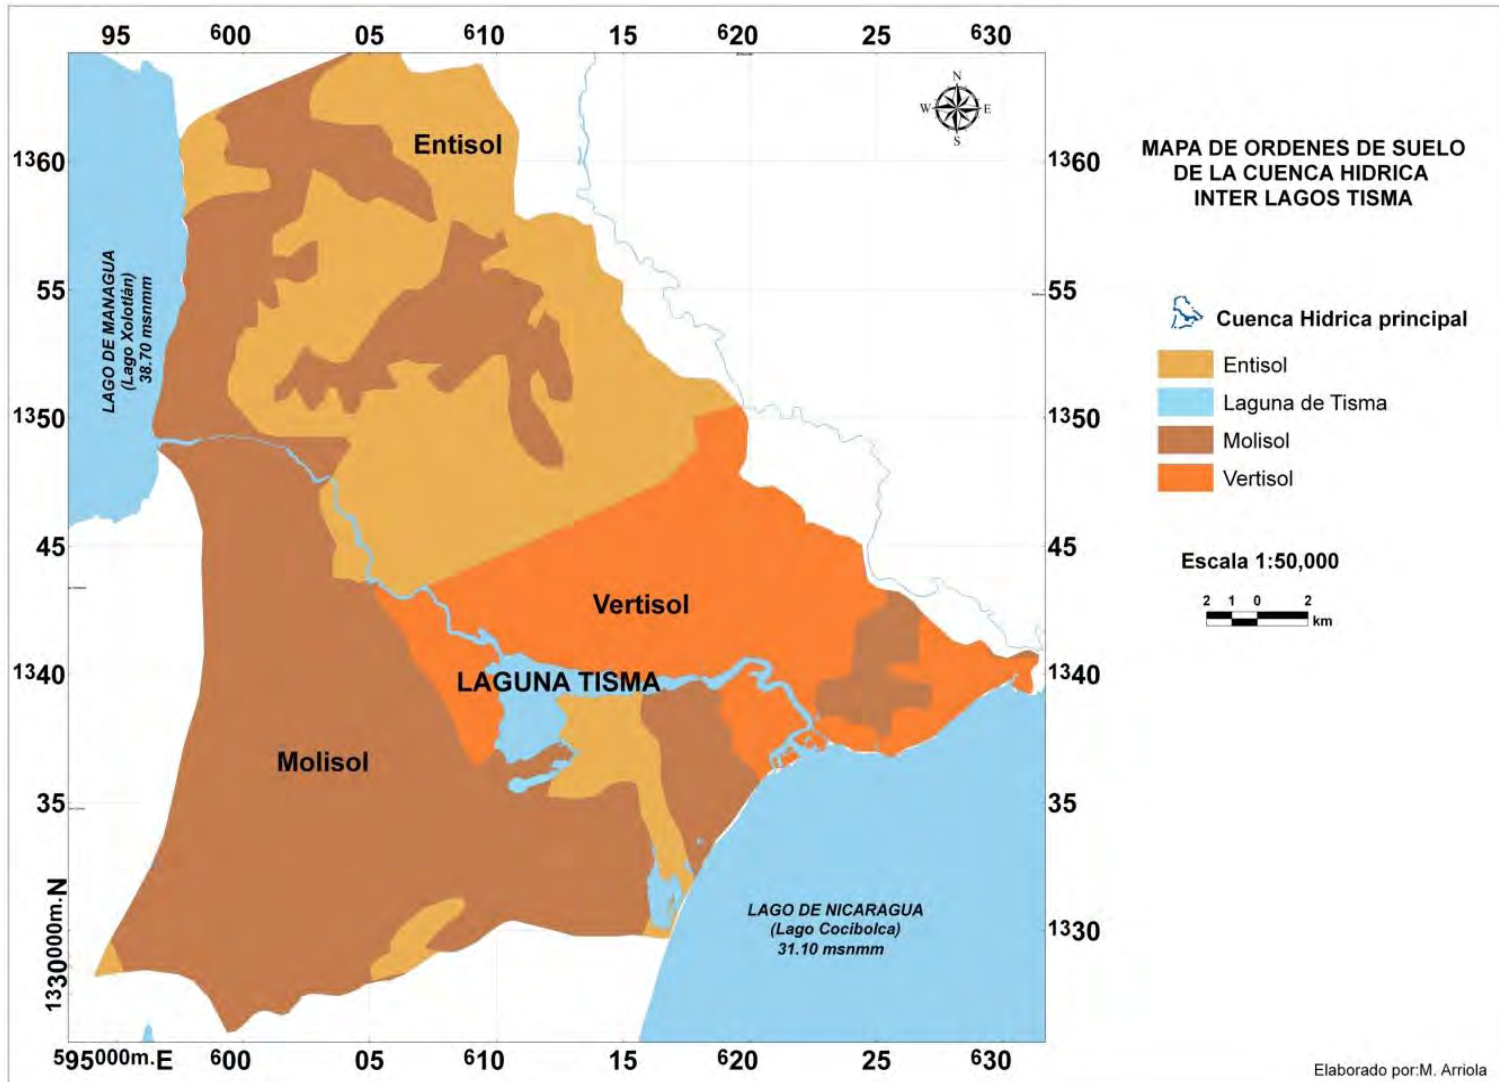 95 600 05 610 15 620 25 630
N
W E
S
Entisol
1360 1360
MAPA DE ORDENES DE SUELO
DE LA CUENCA HIDRICA
INTER LAGOS TISMA
LAGO DE MANAGUA
(Lago Xolotlán)
38.70 msnmm
55 55
Cuenca Hidrica principal
Entisol
Laguna de Tisma
1350 1350
Molisol
Vertisol
45 45
Escala 1:50,000
2 1 0 2
km
Vertisol
1340 1340
LAGUNA TISMA
Molisol
35 35
LAGO DE NICARAGUA
(Lago Cocibolca)
31.10 msnmm
1330000m.N 1330
595000m.E 600 05 610 15 620 25 630
Elaborado por:M. Arriola